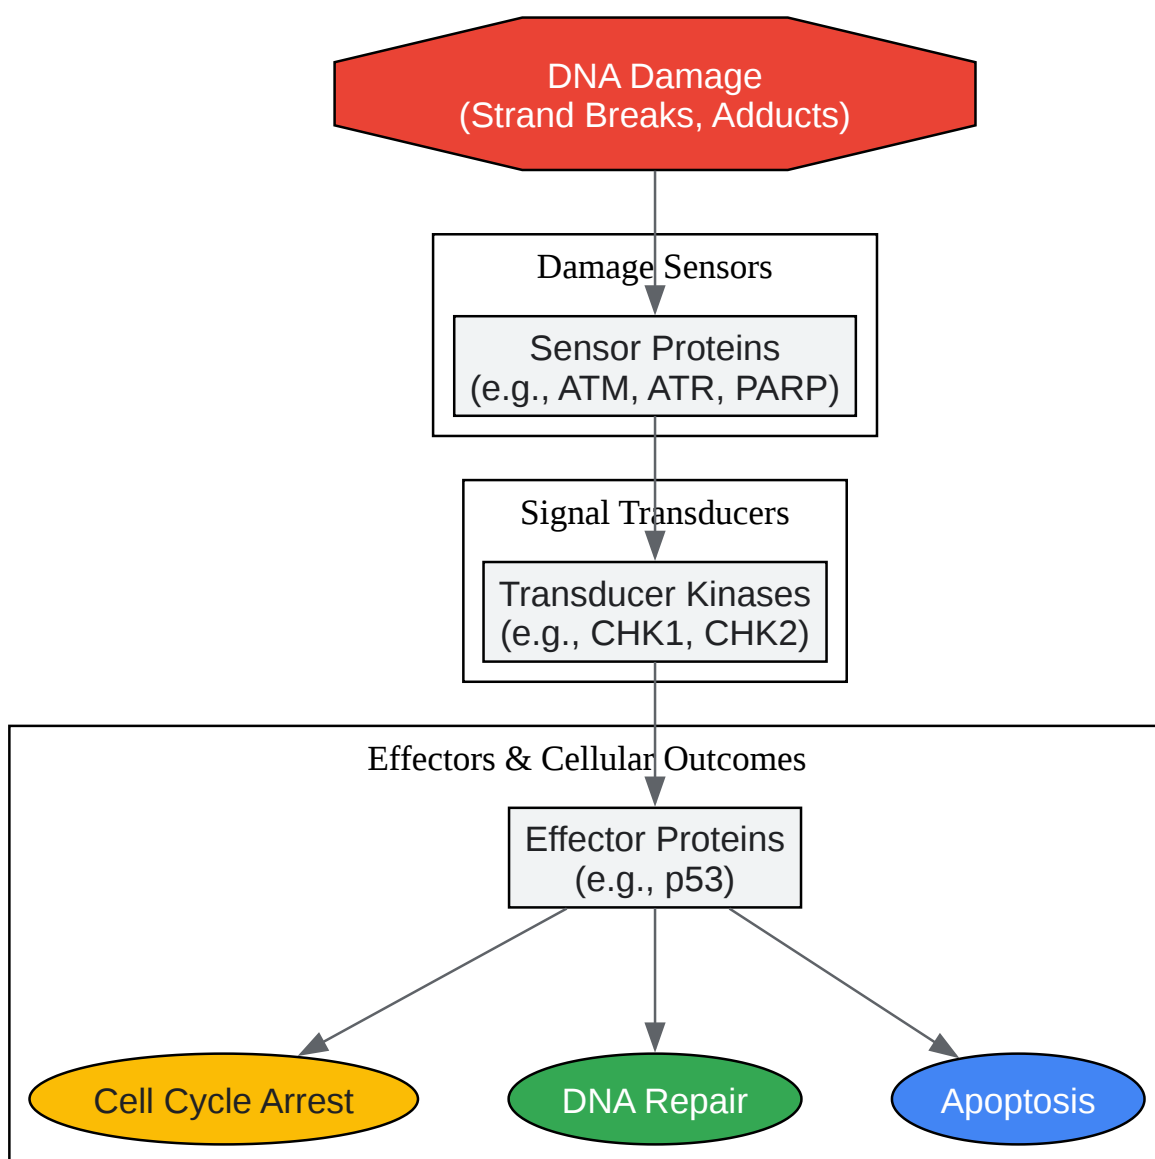 DNA Damage
(Strand Breaks, Adducts)
Damage Sensors
Sensor Proteins
(e.g., ATM, ATR, PARP)
Signal Transducers
Transducer Kinases
(e.g., CHK1, CHK2)
Effectors & Cellular Outcomes
Effector Proteins
(e.g., p53)
Cell Cycle Arrest
DNA Repair
Apoptosis